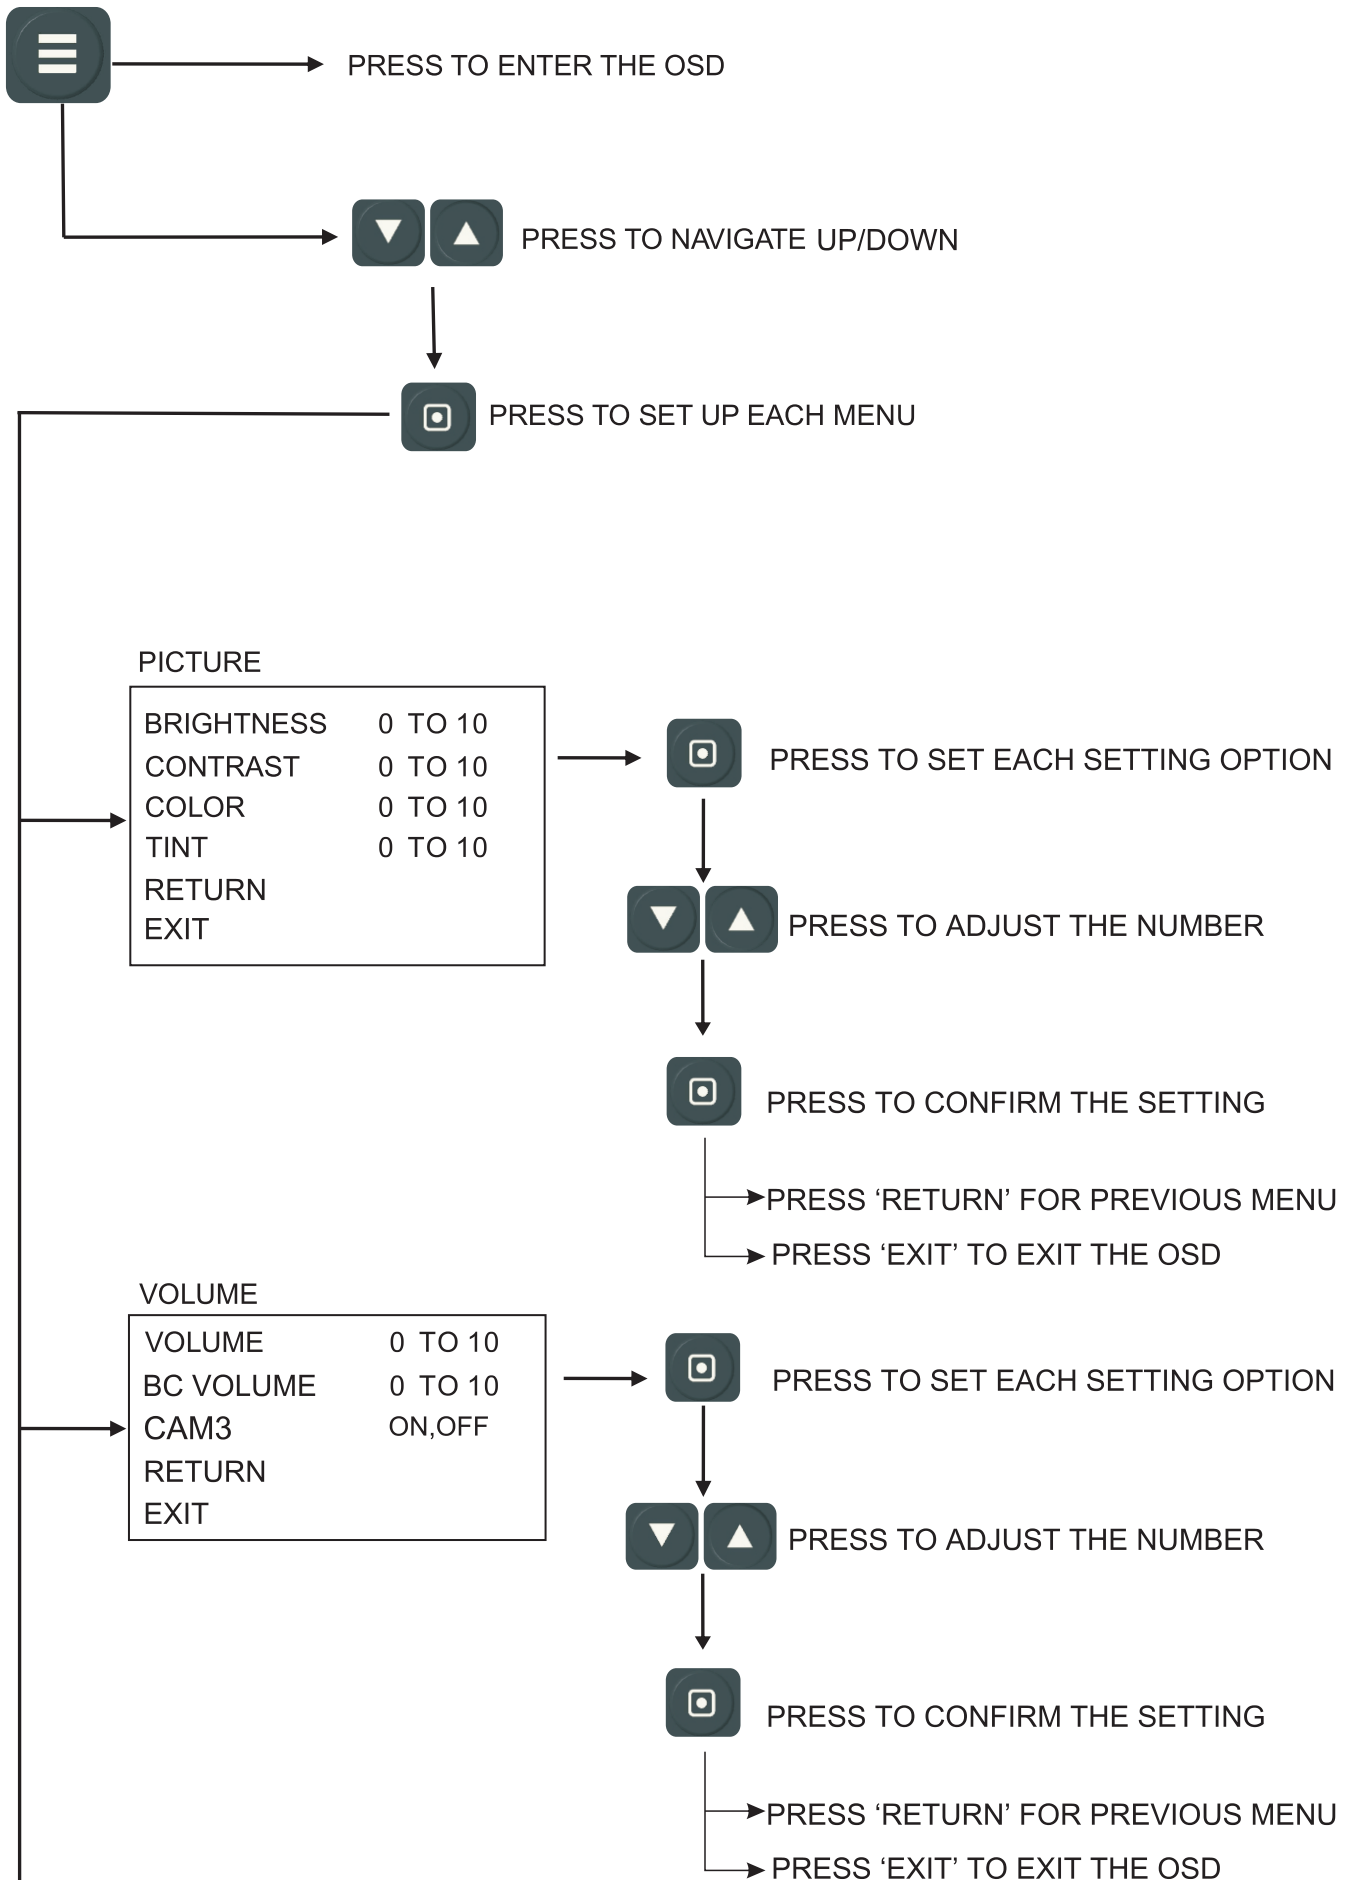 PRESS TO ENTER THE OSD
PRESS TO NAVIGATE UP/DOWN
PRESS TO SET UP EACH MENU
PICTURE
BRIGHTNESS 0 TO 10
CONTRAST 0 TO 10
COLOR 0 TO 10
TINT 0 TO 10
RETURN
EXIT
PRESS TO SET EACH SETTING OPTION
PRESS TO ADJUST THE NUMBER
PRESS TO CONFIRM THE SETTING
PRESS ‘RETURN’ FOR PREVIOUS MENU
PRESS ‘EXIT’ TO EXIT THE OSD
VOLUME
VOLUME 0 TO 10
BC VOLUME 0 TO 10
CAM3 ON,OFF
RETURN
EXIT
PRESS TO SET EACH SETTING OPTION
PRESS TO ADJUST THE NUMBER
PRESS TO CONFIRM THE SETTING
PRESS ‘RETURN’ FOR PREVIOUS MENU
PRESS ‘EXIT’ TO EXIT THE OSD